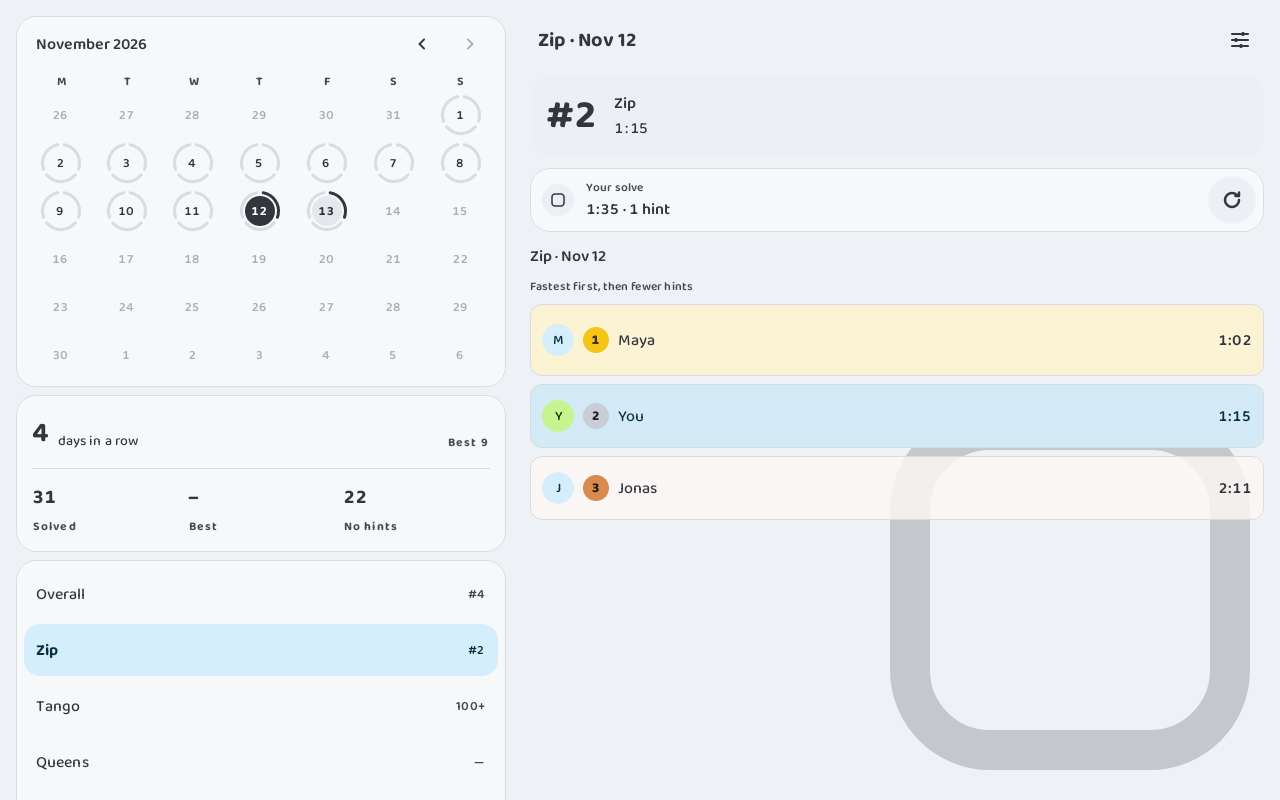 November 2026
M T W T F S S
26 27 28 29 30 31 1
2 3 4 5 6 7 8
9 10 11 12 13 14 15
16 17 18 19 20 21 22
23 24 25 26 27 28 29
30 1 2 3 4 5 6
4 days in a row Best 9
31 – 22
Solved Best No hints
Overall #4
Zip #2
Tango 100+
Queens –
Zip · Nov 12
#2
Zip
1:15
Your solve
1:35 · 1 hint
Zip · Nov 12
Fastest first, then fewer hints
M 1 Maya 1:02
Y 2 You 1:15
J 3 Jonas 2:11